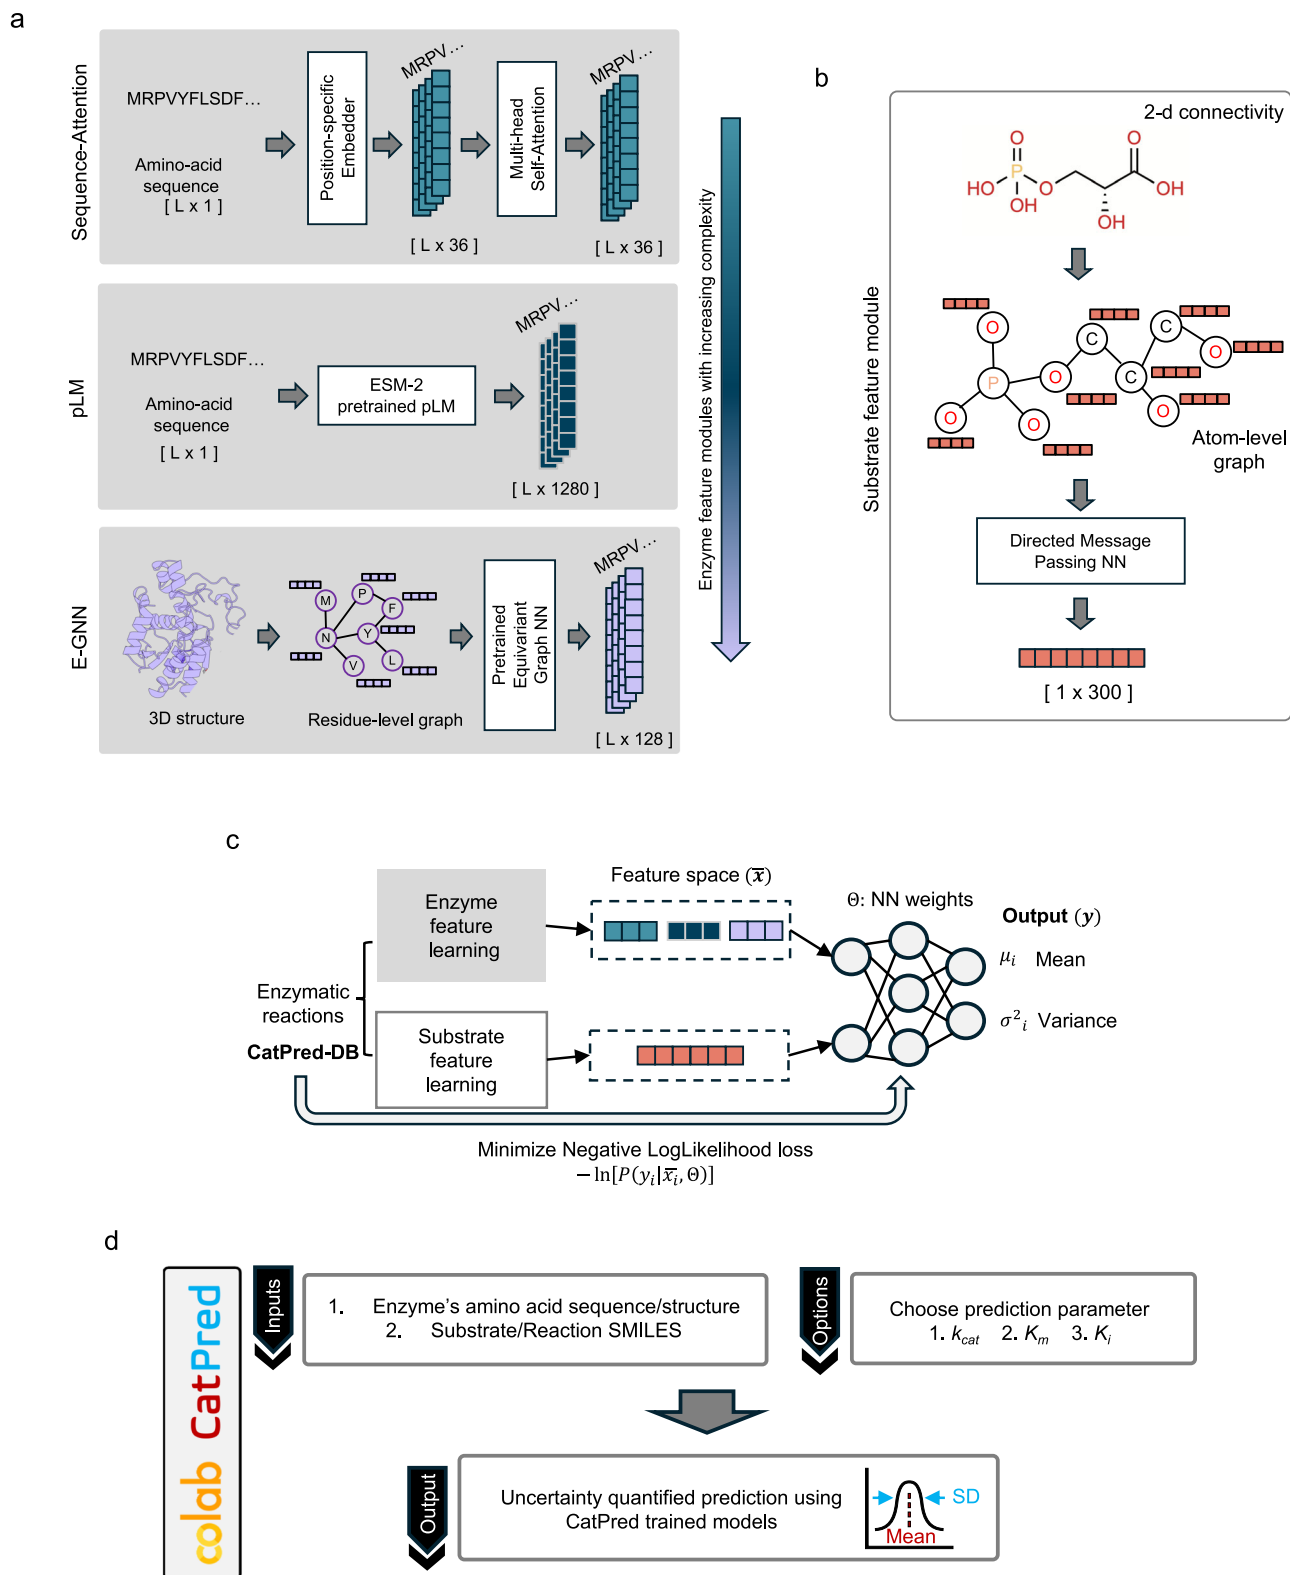 a
Sequence-Attention
MRPVYFLSDF...
Amino-acid
sequence
[ L x 1 ]
Position-specific
Embedder
MRPV...
[ L x 36 ]
Multi-head
Self-Attention
MRPV...
[ L x 36 ]
pLM
MRPVYFLSDF...
Amino-acid
sequence
[ L x 1 ]
ESM-2
pretrained pLM
MRPV...
[ L x 1280 ]
E-GNN
3D structure
M
P
F
N
Y
V
L
Residue-level graph
Pretrained
Equivariant
Graph NN
MRPV...
[ L x 128 ]
Enzyme feature modules with increasing complexity
b
Substrate feature module
2-d connectivity
O
O
HO
P
O
OH
OH
OH
O
C
C
O
P
O
C
O
O
O
Atom-level
graph
Directed Message
Passing NN
[ 1 x 300 ]
c
Enzymatic
reactions
CatPred-DB
Enzyme
feature
learning
Substrate
feature
learning
Feature space (x̅)
Θ: NN weights
Output (y)
μᵢ Mean
σ²ᵢ Variance
Minimize Negative LogLikelihood loss
− ln[P(yᵢ|x̅ᵢ, Θ)]
d
colab CatPred
Inputs
1. Enzyme's amino acid sequence/structure
2. Substrate/Reaction SMILES
Options
Choose prediction parameter
1. kcat 2. Km 3. Ki
Output
Uncertainty quantified prediction using
CatPred trained models
SD
Mean